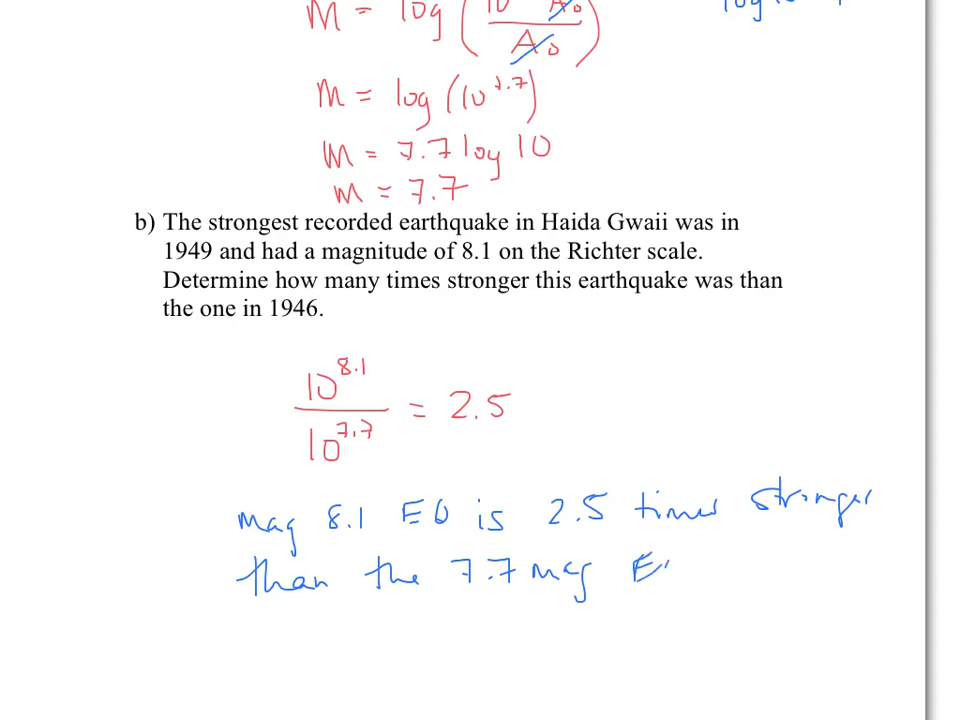 M = log (10 A₀ / A₀)
log 10
M = log (10^7.7)
M = 7.7 log 10
M = 7.7
b) The strongest recorded earthquake in Haida Gwaii was in
1949 and had a magnitude of 8.1 on the Richter scale.
Determine how many times stronger this earthquake was than
the one in 1946.
10^8.1 / 10^7.7 = 2.5
mag 8.1 EQ is 2.5 times stronger
than the 7.7 mag E